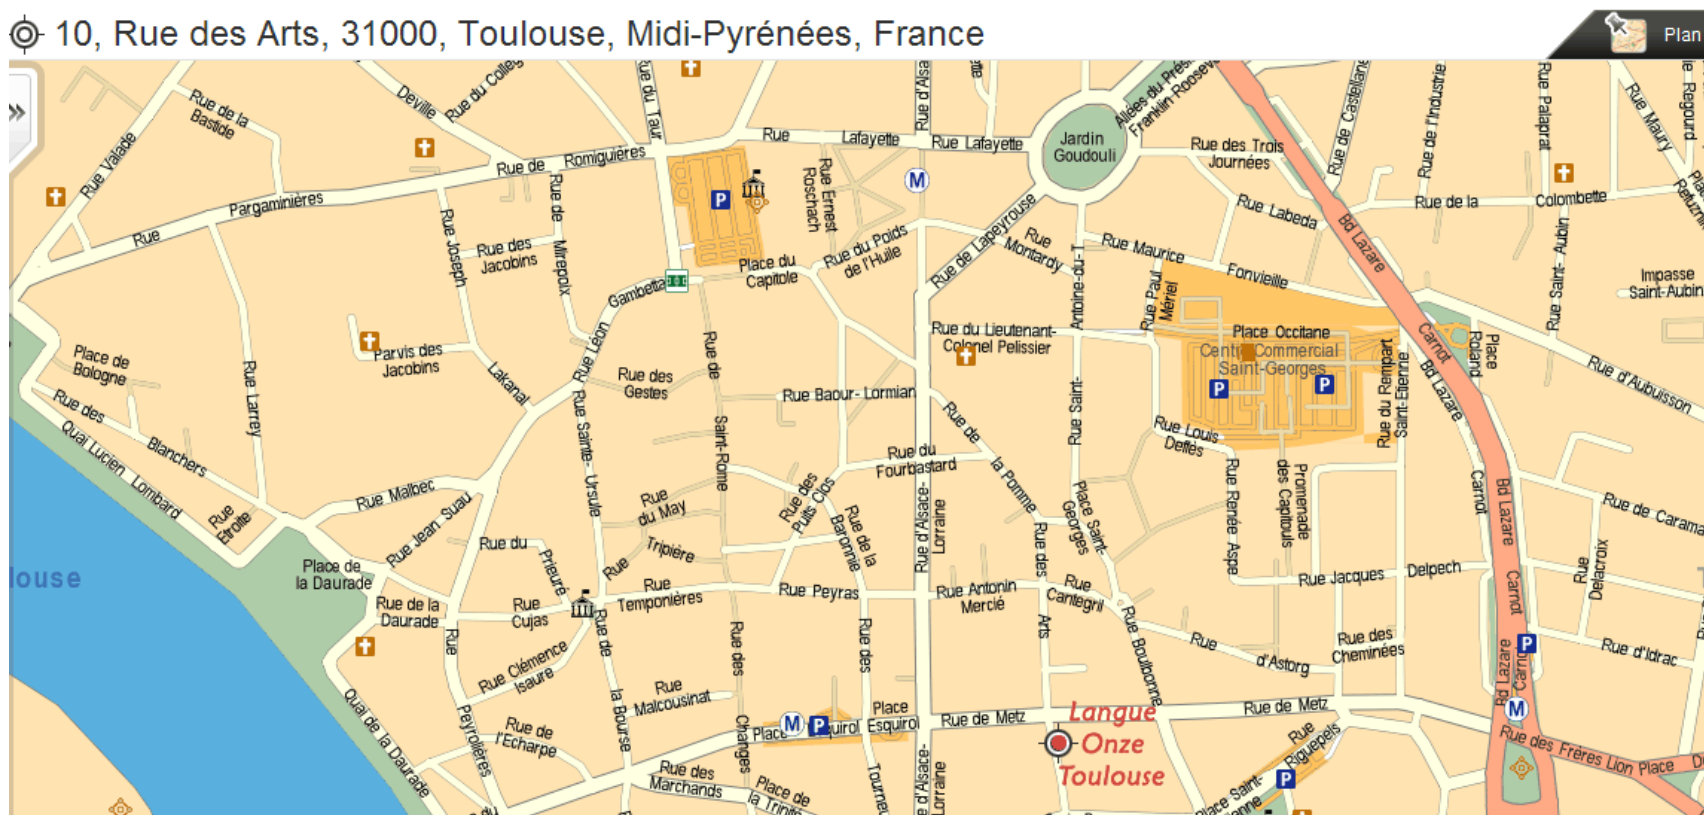 10, Rue des Arts, 31000, Toulouse, Midi-Pyrénées, France
Plan
»
Rue du Taur
Rue Valade
Rue de la
Bastide
Deville
Rue
Lafayette
Rue Lafayette
Jardin
Goudouli
Rue des Trois
Journées
Rue de Castellane
Rue de l'Industrie
Rue Palaprat
Rue Maury
Rue de
Romiguières
Rue Ernest
Roschach
Rue
Pargaminières
Rue Joseph
Lakanal
Rue des
Jacobins
Rue de
Mirepoix
Place du
Capitole
Rue du Poids
de l'Huile
Rue de Lapeyrouse
Rue
Montardy
Rue Labeda
Rue de la
Colombette
Rue Saint- Aubin
Impasse
Saint-Aubin
Bd Lazare
Carnot
Rue Maurice
Fonvieille
Rue Paul
Mériel
Gambetta
Rue Léon
Rue du Lieutenant-
Colonel Pelissier
Place Occitane
Centre Commercial
Saint-Georges
Place
Roland
Rue d'Aubuisson
Place de
Bologne
Parvis des
Jacobins
Rue des
Gestes
Rue de
Saint-Rome
Rue Baour- Lormian
Rue Saint-
Antoine-du-T
Rue du Rempart
Saint-Etienne
Bd Lazare
Carnot
Rue Larrey
Rue des
Blanchers
Quai Lucien Lombard
Rue Sainte- Ursule
Rue de
la Pomme
Rue Louis
Deffès
Rue du
Fourbastard
Rue Malbec
Rue
Etroite
Rue Jean Suau
Rue
du May
Rue des
Puits Clos
Rue de la
Baronnie
Rue d'Alsace-
Lorraine
Place Saint-
Georges
Rue Renée Aspe
Promenade
des Capitouls
Bd Lazare
Carnot
Rue
Delacroix
Rue
Tripière
Rue du
Prieuré
Place de
la Daurade
Rue de la
Daurade
Rue
Cujas
Rue
Temponières
Rue Peyras
Rue Antonin
Mercié
Rue des
Arts
Rue
Cantegril
Rue Jacques
Delpech
Rue Boulbonne
Rue
d'Astorg
Rue des
Cheminées
Rue d'Idrac
Rue Clémence
Isaure
Rue
Peyrolières
Rue de
la Bourse
Rue
Malcousinat
Rue des
Changes
Rue des
Place
Esquirol
Rue de Metz
Rue de Metz
Langue
Onze
Toulouse
Rue
Riguepels
Rue des Frères Lion
Place
Quai de la Daurade
Rue de
l'Echarpe
Rue des
Marchands
Place de
la Trinité
d'Alsace-
Lorraine
Place Saint-
P
P
P
P
P
P
M
M
M